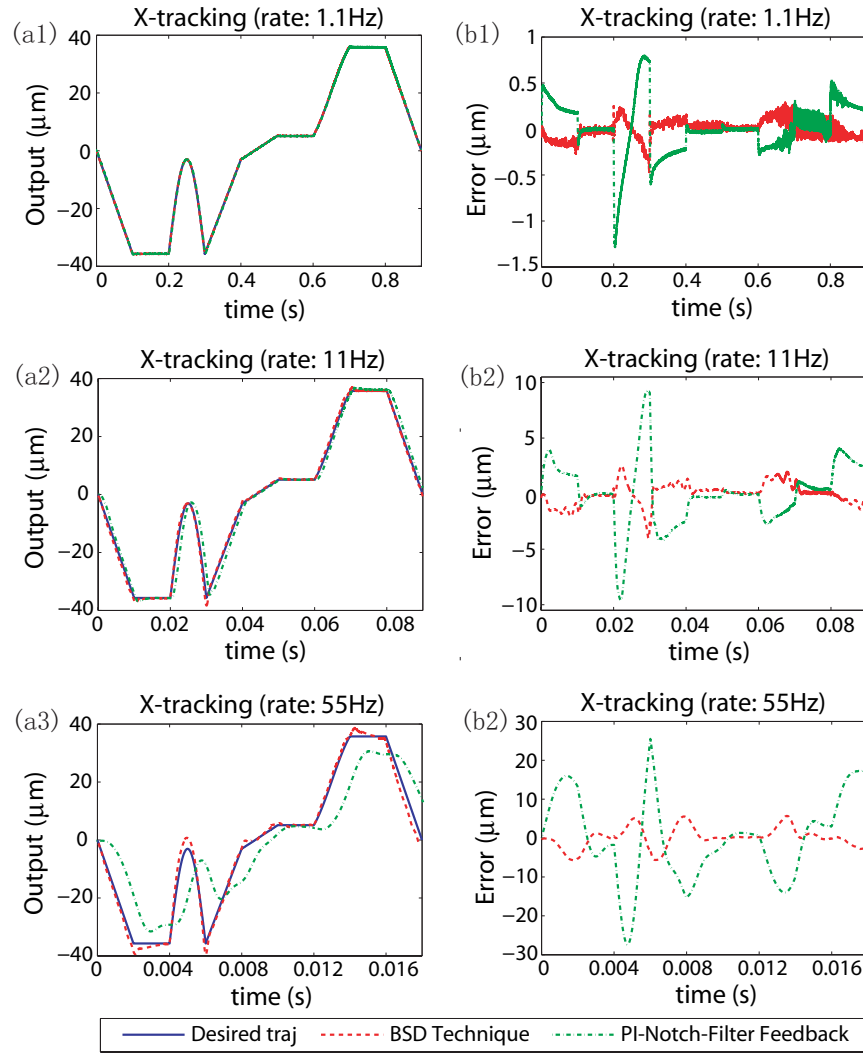 (a1)
X-tracking (rate: 1.1Hz)
Output (μm)
40
20
0
−20
−40
0
0.2
0.4
0.6
0.8
time (s)
(b1)
X-tracking (rate: 1.1Hz)
Error (μm)
1
0.5
0
-0.5
-1
-1.5
0
0.2
0.4
0.6
0.8
time (s)
(a2)
X-tracking (rate: 11Hz)
Output (μm)
40
20
0
−20
−40
0
0.02
0.04
0.06
0.08
time (s)
(b2)
X-tracking (rate: 11Hz)
Error (μm)
10
5
0
−5
−10
0
0.02
0.04
0.06
0.08
time (s)
(a3)
X-tracking (rate: 55Hz)
Output (μm)
40
20
0
−20
−40
0
0.004
0.008
0.012
0.016
time (s)
(b2)
X-tracking (rate: 55Hz)
Error (μm)
30
20
10
0
−10
−20
−30
0
0.004
0.008
0.012
0.016
time (s)
Desired traj
BSD Technique
PI-Notch-Filter Feedback